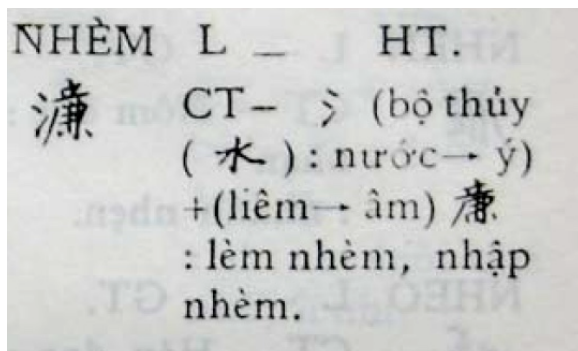 NHÈM L _ HT.
濂 CT– 氵 (bộ thủy
(水) : nước→ ý)
+(liêm→ âm) 廉
: lèm nhèm, nhập
nhèm.